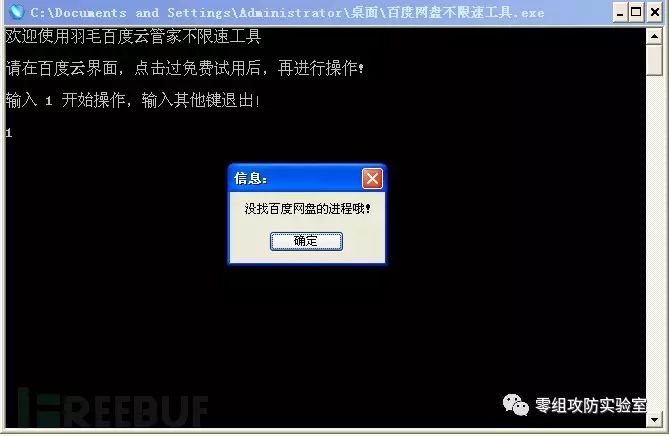 C:\Documents and Settings\Administrator\桌面\百度网盘不限速工具.exe
欢迎使用羽毛百度云管家不限速工具
请在百度云界面，点击过免费试用后，再进行操作！
输入 1 开始操作，输入其他键退出！
1
信息：
没找百度网盘的进程哦！
确定
FREEBUF
零组攻防实验室